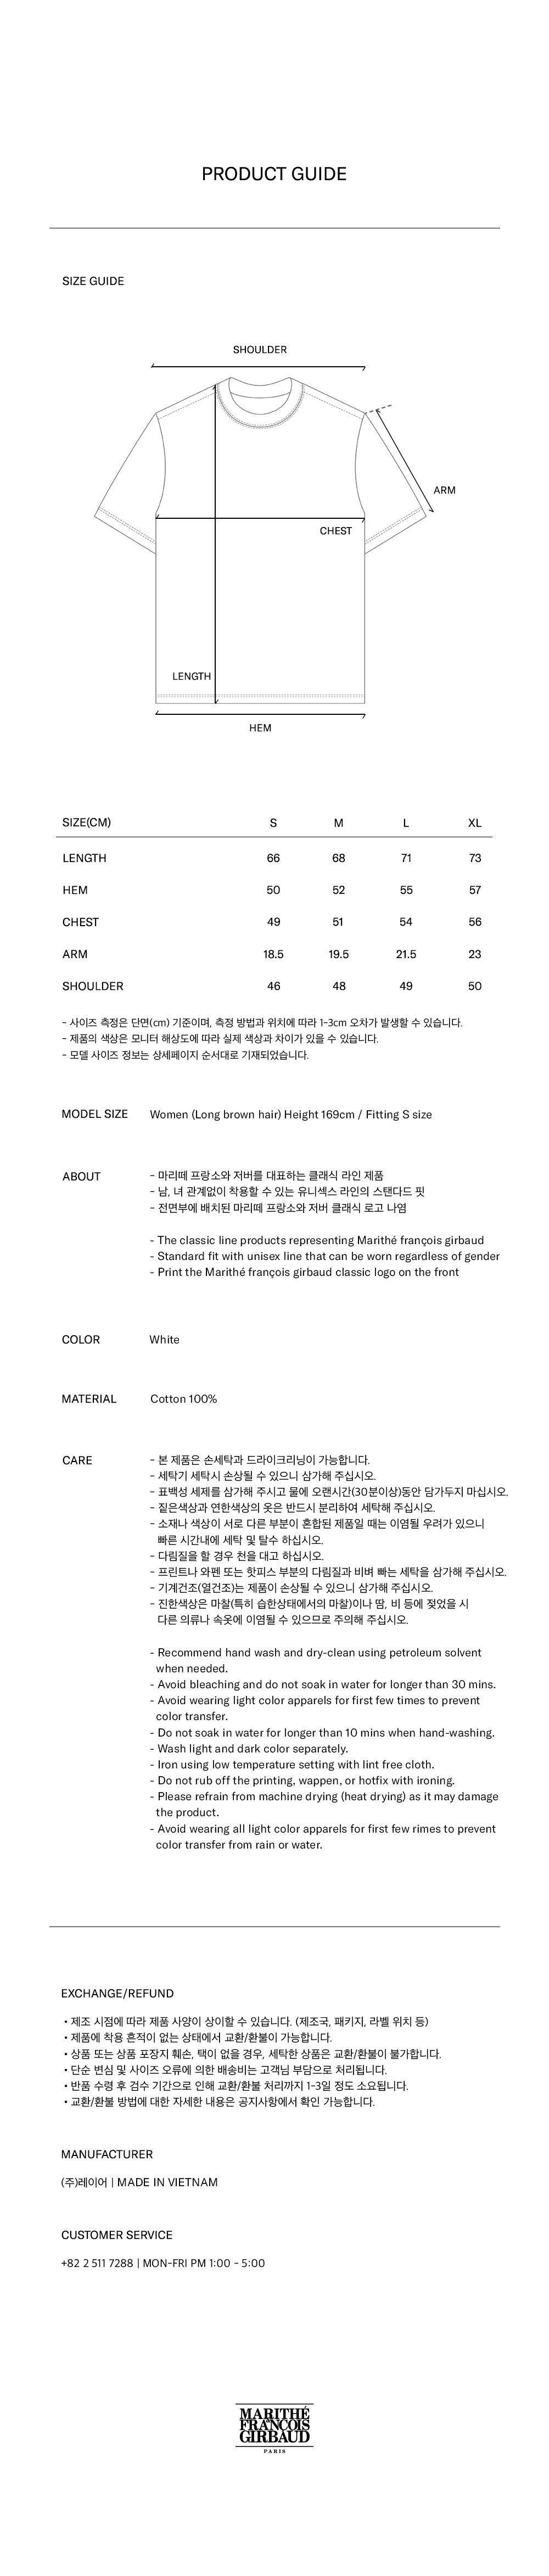 PRODUCT GUIDE
SIZE GUIDE
SHOULDER
ARM
CHEST
LENGTH
HEM
SIZE(CM) S M L XL
LENGTH 66 68 71 73
HEM 50 52 55 57
CHEST 49 51 54 56
ARM 18.5 19.5 21.5 23
SHOULDER 46 48 49 50
- 사이즈 측정은 단면(cm) 기준이며, 측정 방법과 위치에 따라 1-3cm 오차가 발생할 수 있습니다.
- 제품의 색상은 모니터 해상도에 따라 실제 색상과 차이가 있을 수 있습니다.
- 모델 사이즈 정보는 상세페이지 순서대로 기재되었습니다.
MODEL SIZE Women (Long brown hair) Height 169cm / Fitting S size
ABOUT - 마리떼 프랑소와 저버를 대표하는 클래식 라인 제품
- 남, 녀 관계없이 착용할 수 있는 유니섹스 라인의 스탠다드 핏
- 전면부에 배치된 마리떼 프랑소와 저버 클래식 로고 나염
- The classic line products representing Marithé françois girbaud
- Standard fit with unisex line that can be worn regardless of gender
- Print the Marithé françois girbaud classic logo on the front
COLOR White
MATERIAL Cotton 100%
CARE - 본 제품은 손세탁과 드라이크리닝이 가능합니다.
- 세탁기 세탁시 손상될 수 있으니 삼가해 주십시오.
- 표백성 세제를 삼가해 주시고 물에 오랜시간(30분이상)동안 담가두지 마십시오.
- 짙은색상과 연한색상의 옷은 반드시 분리하여 세탁해 주십시오.
- 소재나 색상이 서로 다른 부분이 혼합된 제품일 때는 이염될 우려가 있으니
빠른 시간내에 세탁 및 탈수 하십시오.
- 다림질을 할 경우 천을 대고 하십시오.
- 프린트나 와펜 또는 핫피스 부분의 다림질과 비벼 빠는 세탁을 삼가해 주십시오.
- 기계건조(열건조)는 제품이 손상될 수 있으니 삼가해 주십시오.
- 진한색상은 마찰(특히 습한상태에서의 마찰)이나 땀, 비 등에 젖었을 시
다른 의류나 속옷에 이염될 수 있으므로 주의해 주십시오.
- Recommend hand wash and dry-clean using petroleum solvent
when needed.
- Avoid bleaching and do not soak in water for longer than 30 mins.
- Avoid wearing light color apparels for first few times to prevent
color transfer.
- Do not soak in water for longer than 10 mins when hand-washing.
- Wash light and dark color separately.
- Iron using low temperature setting with lint free cloth.
- Do not rub off the printing, wappen, or hotfix with ironing.
- Please refrain from machine drying (heat drying) as it may damage
the product.
- Avoid wearing all light color apparels for first few rimes to prevent
color transfer from rain or water.
EXCHANGE/REFUND
• 제조 시점에 따라 제품 사양이 상이할 수 있습니다. (제조국, 패키지, 라벨 위치 등)
• 제품에 착용 흔적이 없는 상태에서 교환/환불이 가능합니다.
• 상품 또는 상품 포장지 훼손, 택이 없을 경우, 세탁한 상품은 교환/환불이 불가합니다.
• 단순 변심 및 사이즈 오류에 의한 배송비는 고객님 부담으로 처리됩니다.
• 반품 수령 후 검수 기간으로 인해 교환/환불 처리까지 1-3일 정도 소요됩니다.
• 교환/환불 방법에 대한 자세한 내용은 공지사항에서 확인 가능합니다.
MANUFACTURER
(주)레이어 | MADE IN VIETNAM
CUSTOMER SERVICE
+82 2 511 7288 | MON-FRI PM 1:00 - 5:00
MARITHÉ
FRANÇOIS
GIRBAUD
PARIS